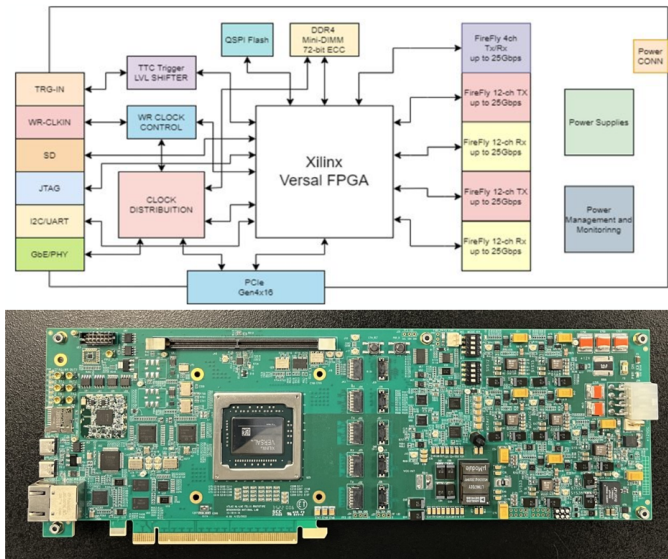 QSPI Flash
DDR4
Mini-DIMM
72-bit ECC
FireFly 4ch
Tx/Rx
up to 25Gbps
Power
CONN
TTC Trigger
LVL SHIFTER
TRG-IN
FireFly 12-ch TX
up to 25Gbps
WR-CLKIN
WR CLOCK
CONTROL
Power Supplies
SD
FireFly 12-ch Rx
up to 25Gbps
Xilinx
Versal FPGA
JTAG
CLOCK
DISTRIBUITION
FireFly 12-ch TX
up to 25Gbps
I2C/UART
Power
Management and
Monitorinng
GbE/PHY
FireFly 12-ch Rx
up to 25Gbps
PCIe
Gen4x16
VERSAL